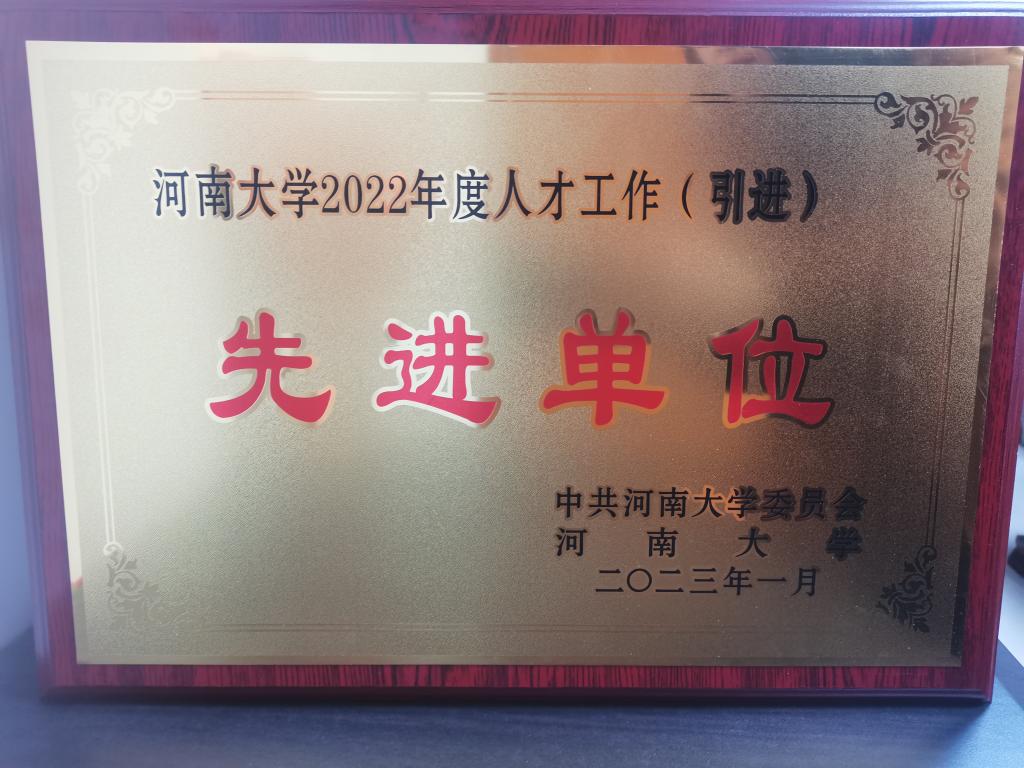 河南大学2022年度人才工作（引进）
先进单位
中共河南大学委员会
河南大学
二〇二三年一月